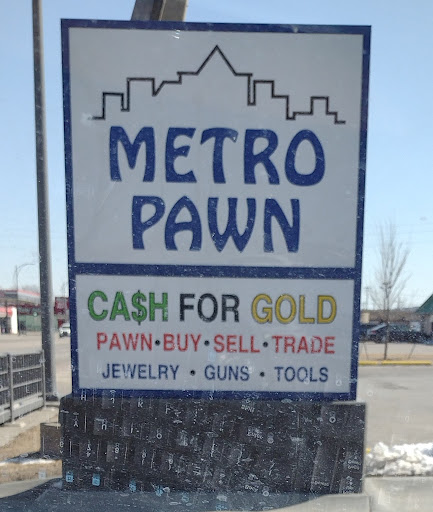 METRO
PAWN
CA$H FOR GOLD
PAWN•BUY•SELL•TRADE
JEWELRY • GUNS • TOOLS